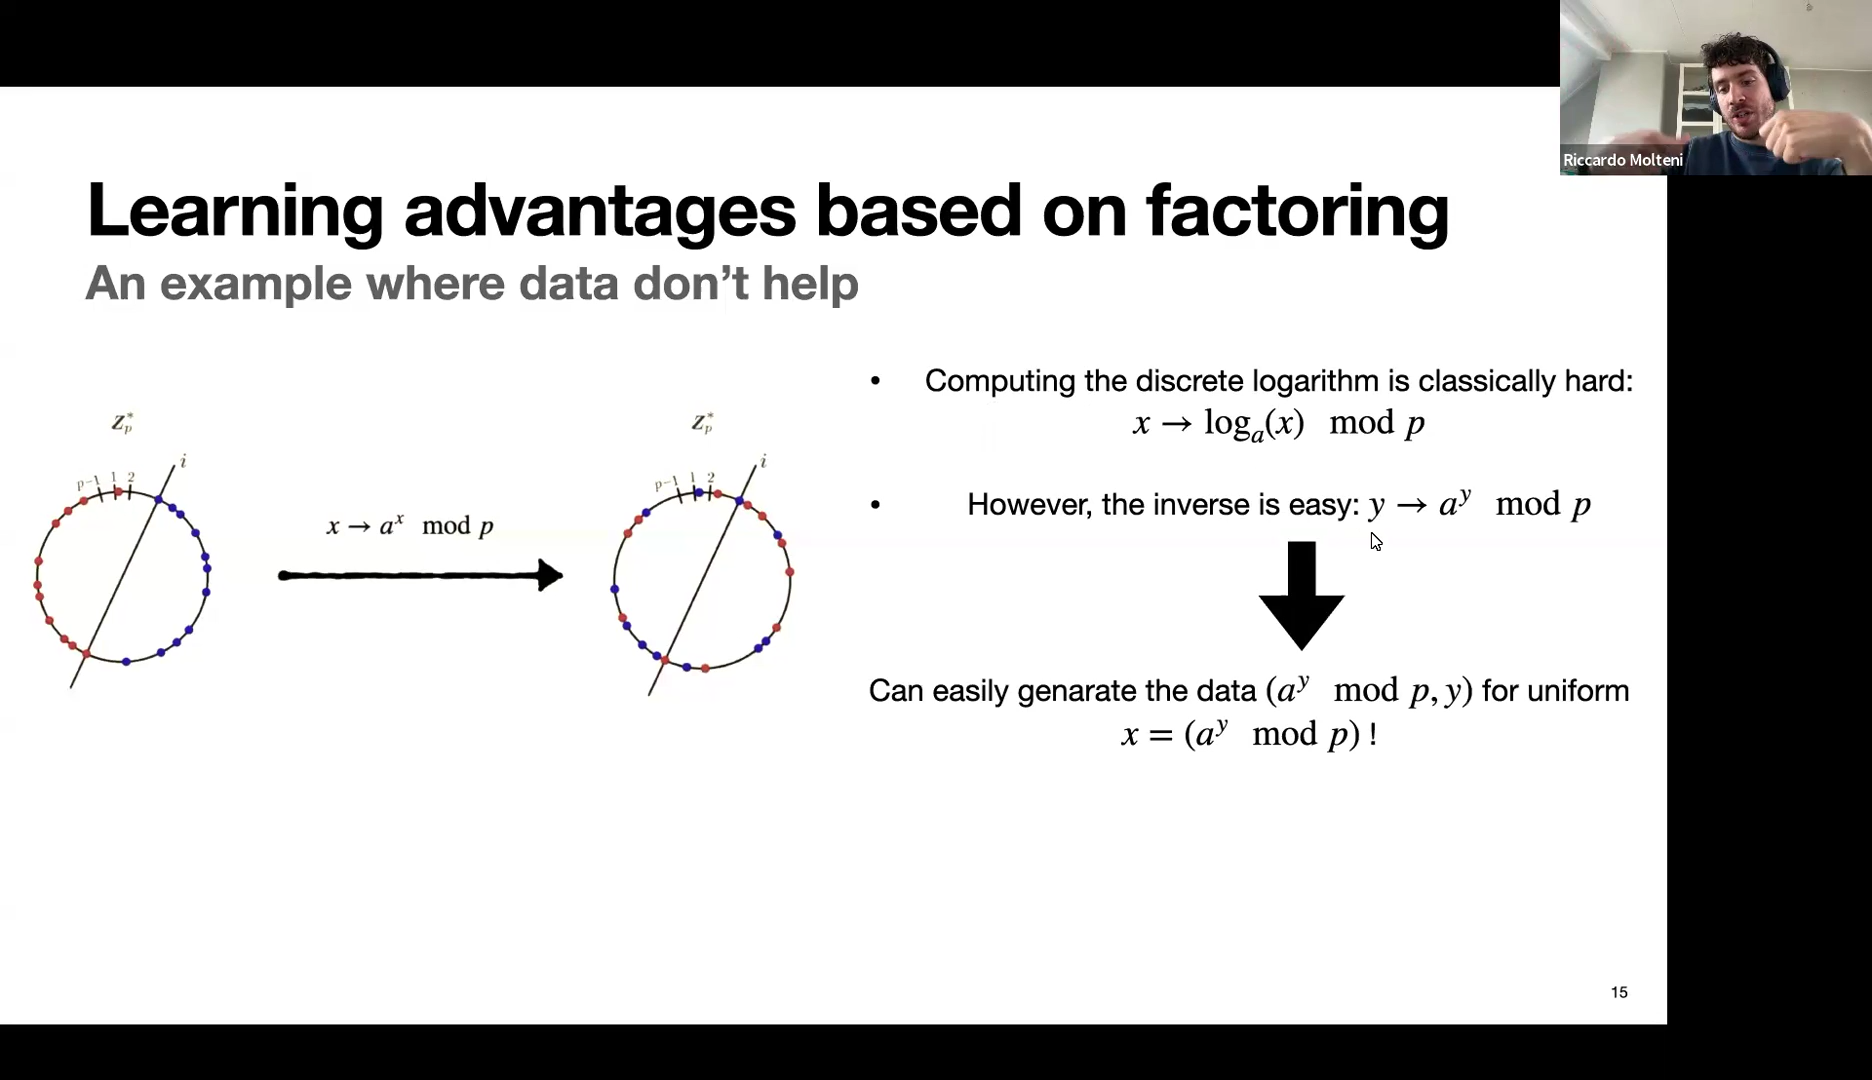 Riccardo Molteni
Learning advantages based on factoring
An example where data don't help
Z*p
p-1 1 2 i
x → a^x mod p
Z*p
p-1 1 2 i
• Computing the discrete logarithm is classically hard:
x → log_a(x) mod p
• However, the inverse is easy: y → a^y mod p
Can easily genarate the data (a^y mod p, y) for uniform
x = (a^y mod p) !
15